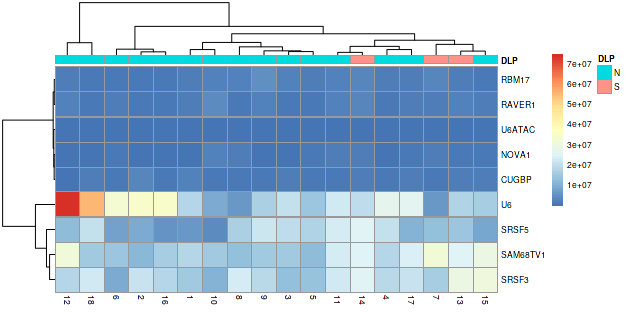 DLP
RBM17
RAVER1
U6ATAC
NOVA1
CUGBP
U6
SRSF5
SAM68TV1
SRSF3
12 18 6 2 16 1 10 8 9 3 5 11 14 4 17 7 13 15
7e+07
6e+07
5e+07
4e+07
3e+07
2e+07
1e+07
DLP
N
S